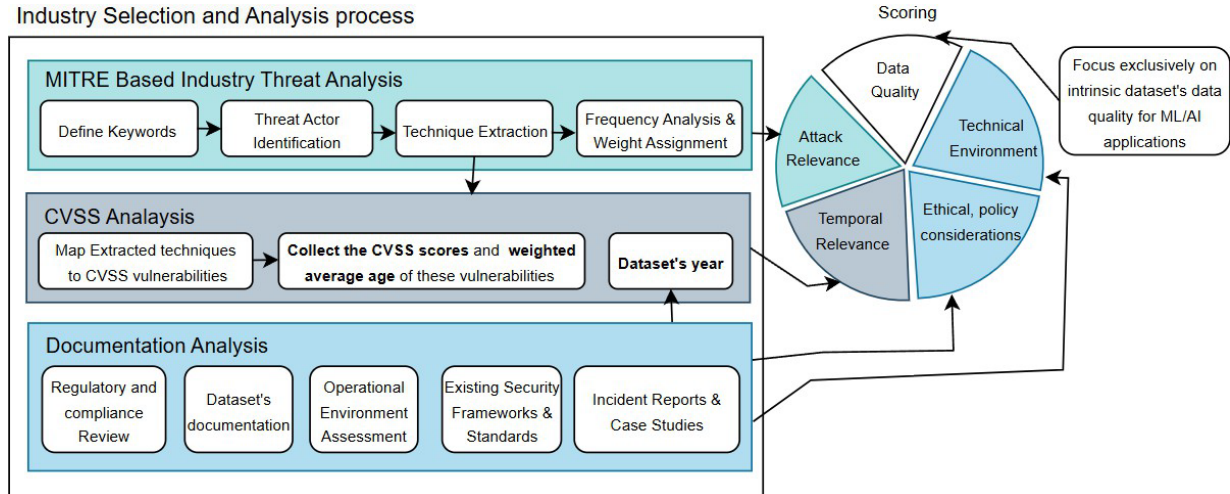 Industry Selection and Analysis process
MITRE Based Industry Threat Analysis
Define Keywords
Threat Actor
Identification
Technique Extraction
Frequency Analysis &
Weight Assignment
CVSS Analaysis
Map Extracted techniques
to CVSS vulnerabilities
Collect the CVSS scores and weighted
average age of these vulnerabilities
Dataset's year
Documentation Analysis
Regulatory and
compliance
Review
Dataset's
documentation
Operational
Environment
Assessment
Existing Security
Frameworks &
Standards
Incident Reports &
Case Studies
Scoring
Data
Quality
Technical
Environment
Attack
Relevance
Temporal
Relevance
Ethical, policy
considerations
Focus exclusively on
intrinsic dataset's data
quality for ML/AI
applications